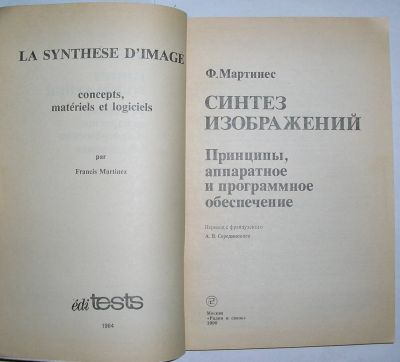 LA SYNTHESE D'IMAGE
concepts,
matériels et logiciels
par
Francis Martinez
édi tests
1984
Ф. Мартинес
СИНТЕЗ
ИЗОБРАЖЕНИЙ
Принципы,
аппаратное
и программное
обеспечение
Перевод с французского
А. В.
Москва
«Радио и связь»
1990